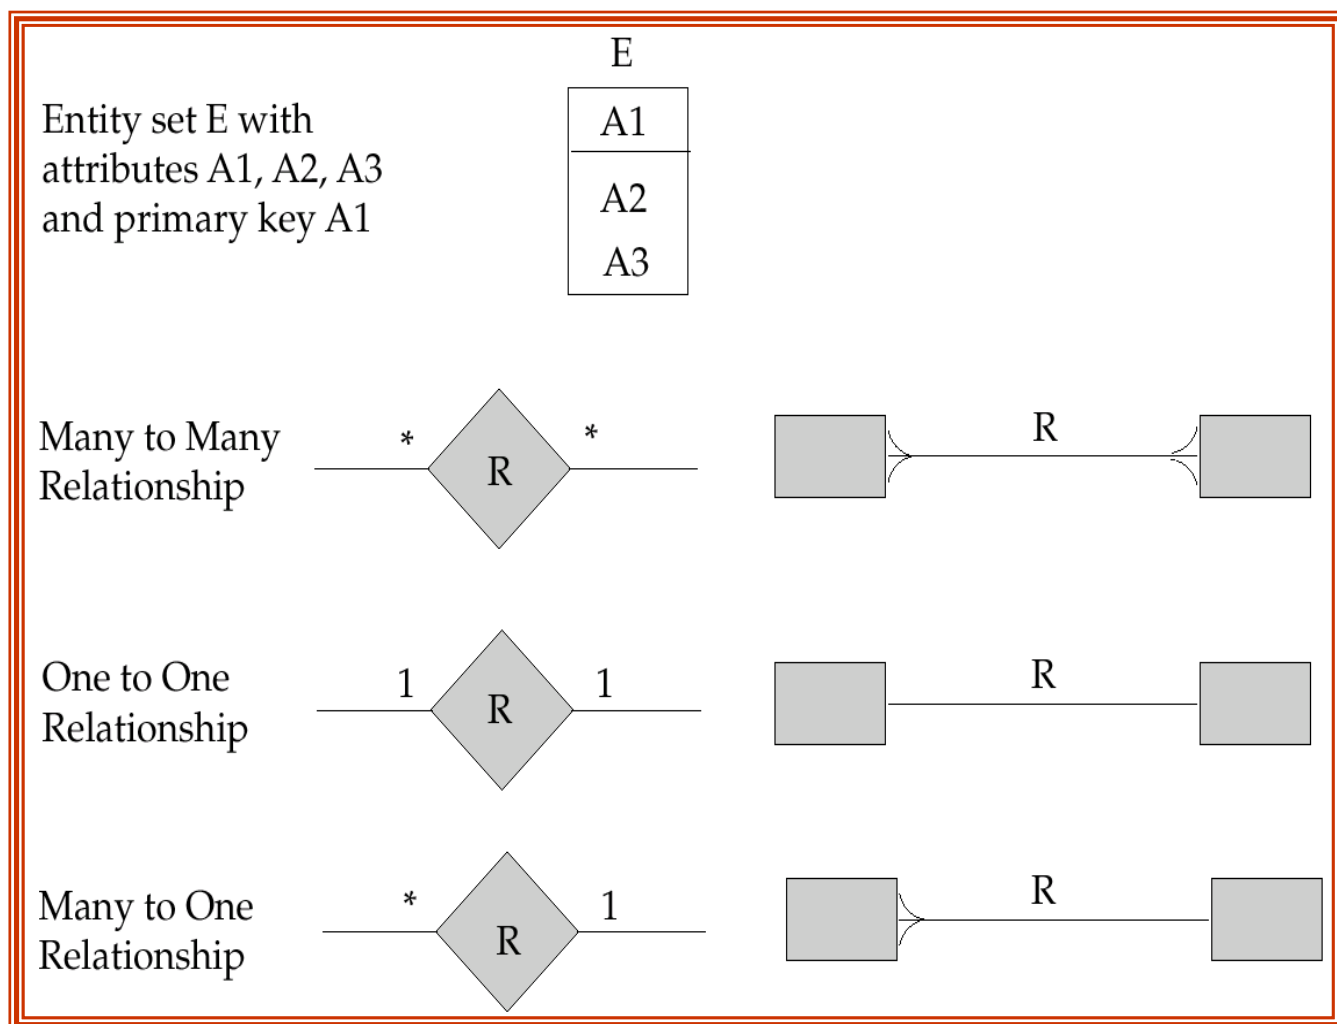 E
Entity set E with
attributes A1, A2, A3
and primary key A1
A1
A2
A3
Many to Many
Relationship
*
R
*
R
One to One
Relationship
1
R
1
R
Many to One
Relationship
*
R
1
R